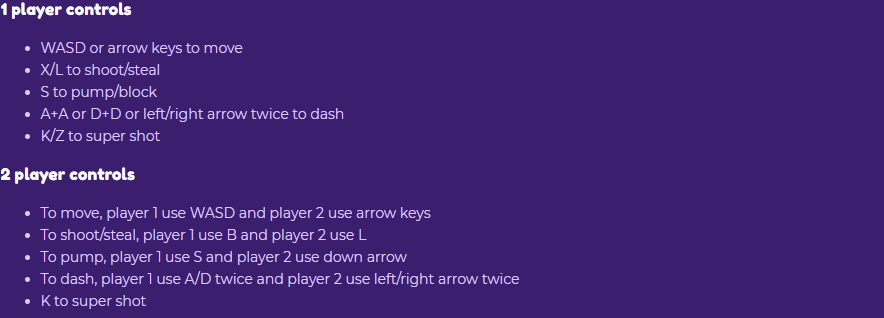 1 player controls
WASD or arrow keys to move
X/L to shoot/steal
S to pump/block
A+A or D+D or left/right arrow twice to dash
K/Z to super shot
2 player controls
To move, player 1 use WASD and player 2 use arrow keys
To shoot/steal, player 1 use B and player 2 use L
To pump, player 1 use S and player 2 use down arrow
To dash, player 1 use A/D twice and player 2 use left/right arrow twice
K to super shot